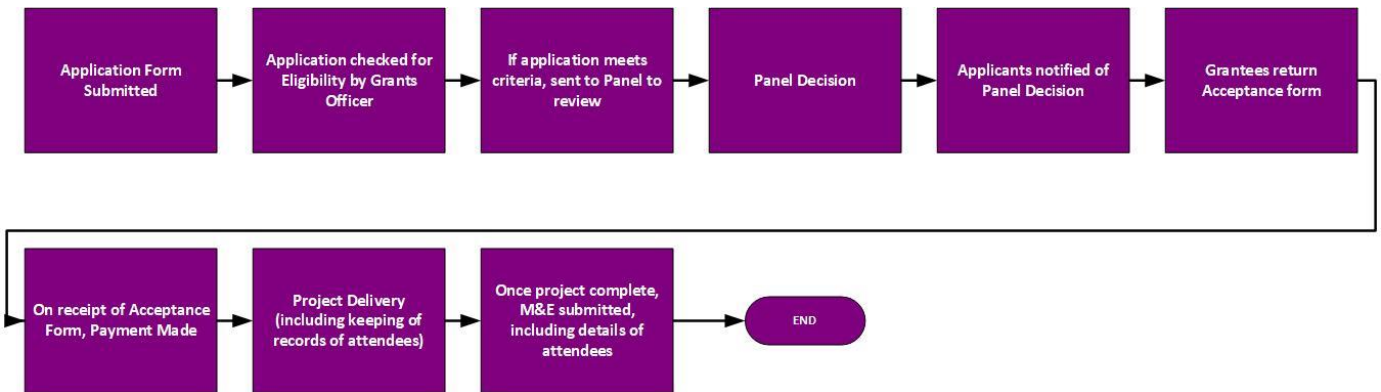 Application Form
Submitted
Application checked for
Eligibility by Grants
Officer
If application meets
criteria, sent to Panel to
review
Panel Decision
Applicants notified of
Panel Decision
Grantees return
Acceptance form
On receipt of Acceptance
Form, Payment Made
Project Delivery
(including keeping of
records of attendees)
Once project complete,
M&E submitted,
including details of
attendees
END